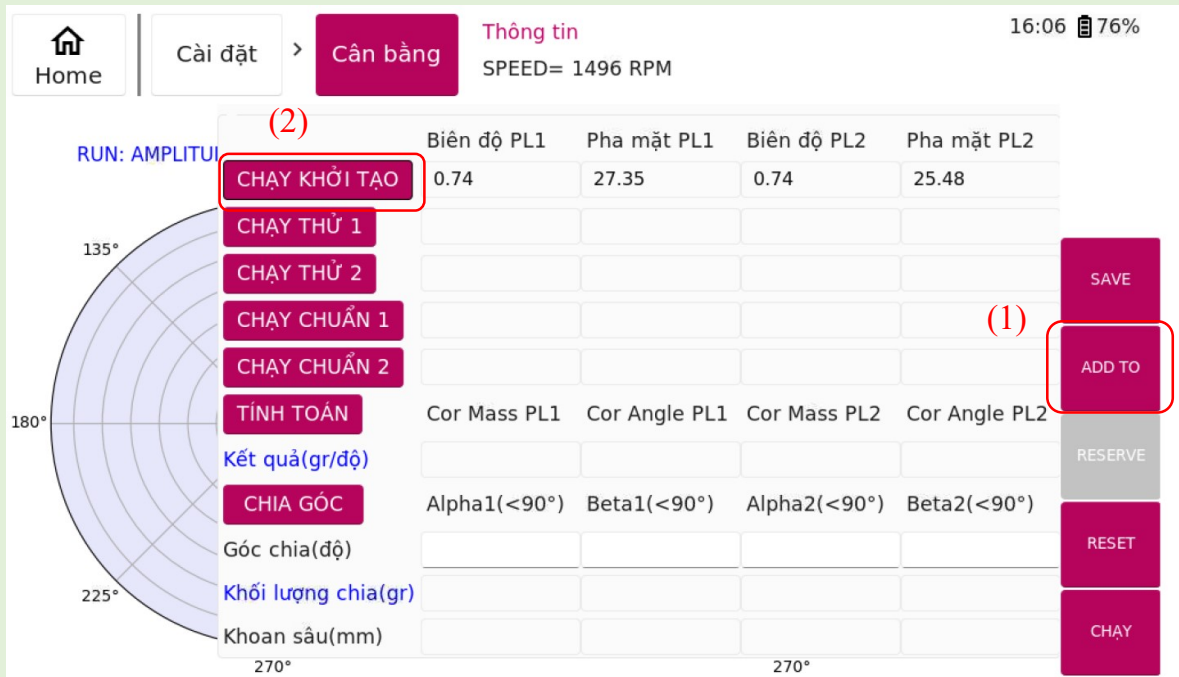 Home
Cài đặt
>
Cân bằng
Thông tin
SPEED= 1496 RPM
16:06 76%
(2)
RUN: AMPLITU
Biên độ PL1 Pha mặt PL1 Biên độ PL2 Pha mặt PL2
CHẠY KHỞI TẠO 0.74 27.35 0.74 25.48
CHẠY THỬ 1
135°
CHẠY THỬ 2
SAVE
CHẠY CHUẨN 1
(1)
CHẠY CHUẨN 2
ADD TO
180°
TÍNH TOÁN Cor Mass PL1 Cor Angle PL1 Cor Mass PL2 Cor Angle PL2
Kết quả(gr/độ)
RESERVE
CHIA GÓC Alpha1(<90°) Beta1(<90°) Alpha2(<90°) Beta2(<90°)
Góc chia(độ)
RESET
225°
Khối lượng chia(gr)
Khoan sâu(mm)
CHẠY
270° 270°